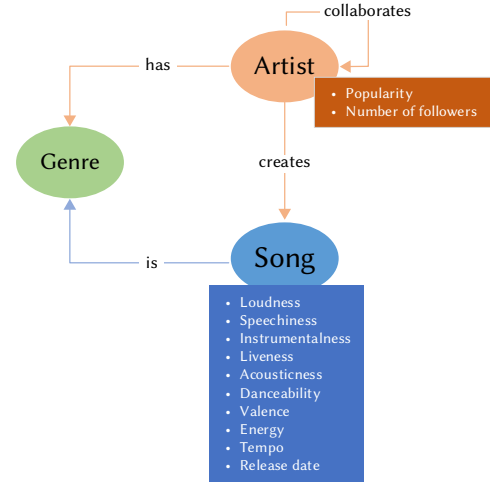 collaborates
has
Artist
• Popularity
• Number of followers
Genre
creates
is
Song
• Loudness
• Speechiness
• Instrumentalness
• Liveness
• Acousticness
• Danceability
• Valence
• Energy
• Tempo
• Release date